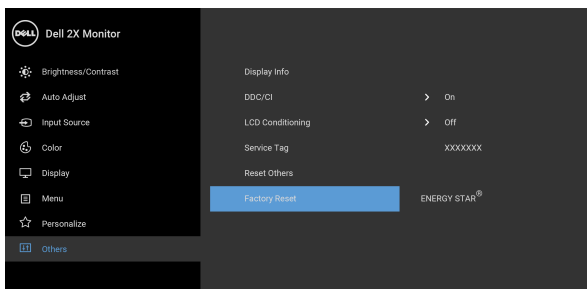 DELL Dell 2X Monitor
Brightness/Contrast Display Info
Auto Adjust DDC/CI > On
Input Source LCD Conditioning > Off
Color Service Tag XXXXXXX
Display Reset Others
Menu Factory Reset ENERGY STAR®
Personalize
Others